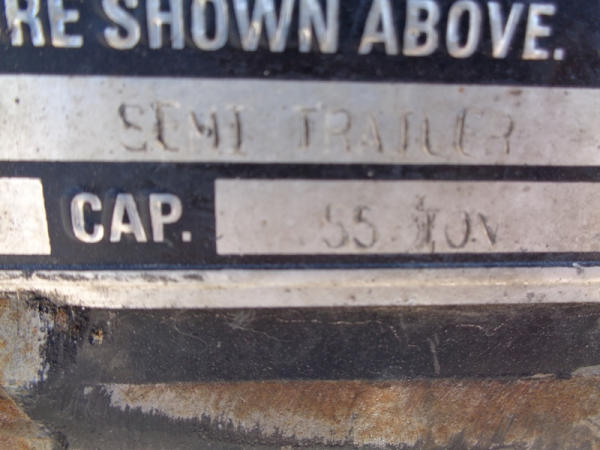 RE SHOWN ABOVE.
SEMI TRAILER
CAP. 55 TON